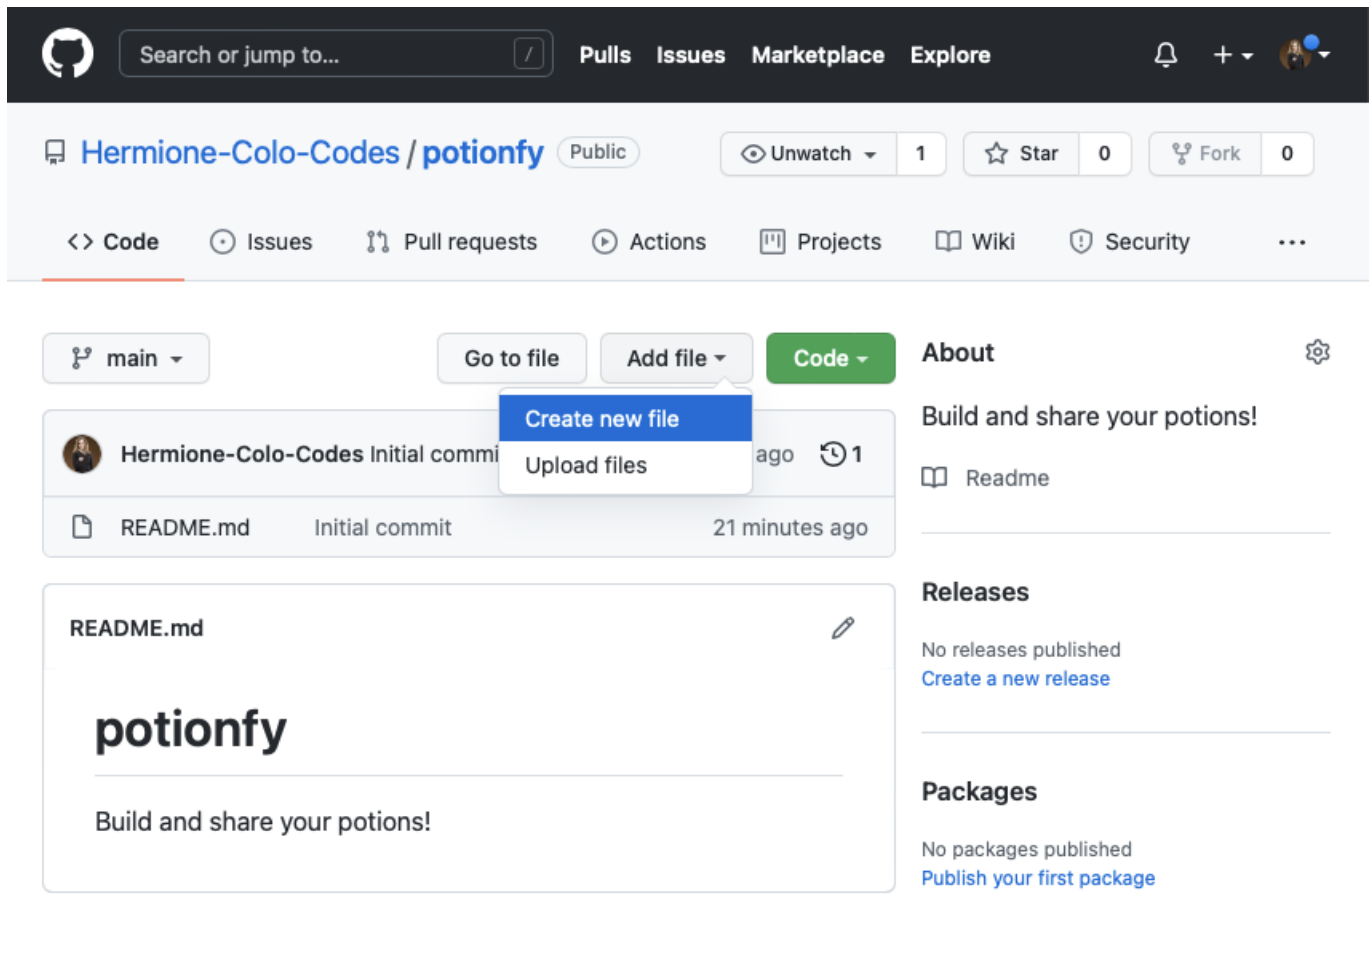 Search or jump to... / Pulls Issues Marketplace Explore
Hermione-Colo-Codes / potionfy Public Unwatch 1 Star 0 Fork 0
Code Issues Pull requests Actions Projects Wiki Security ...
main Go to file Add file Code
Create new file
Upload files
Hermione-Colo-Codes Initial commi ago 1
README.md Initial commit 21 minutes ago
README.md
potionfy
Build and share your potions!
About
Build and share your potions!
Readme
Releases
No releases published
Create a new release
Packages
No packages published
Publish your first package